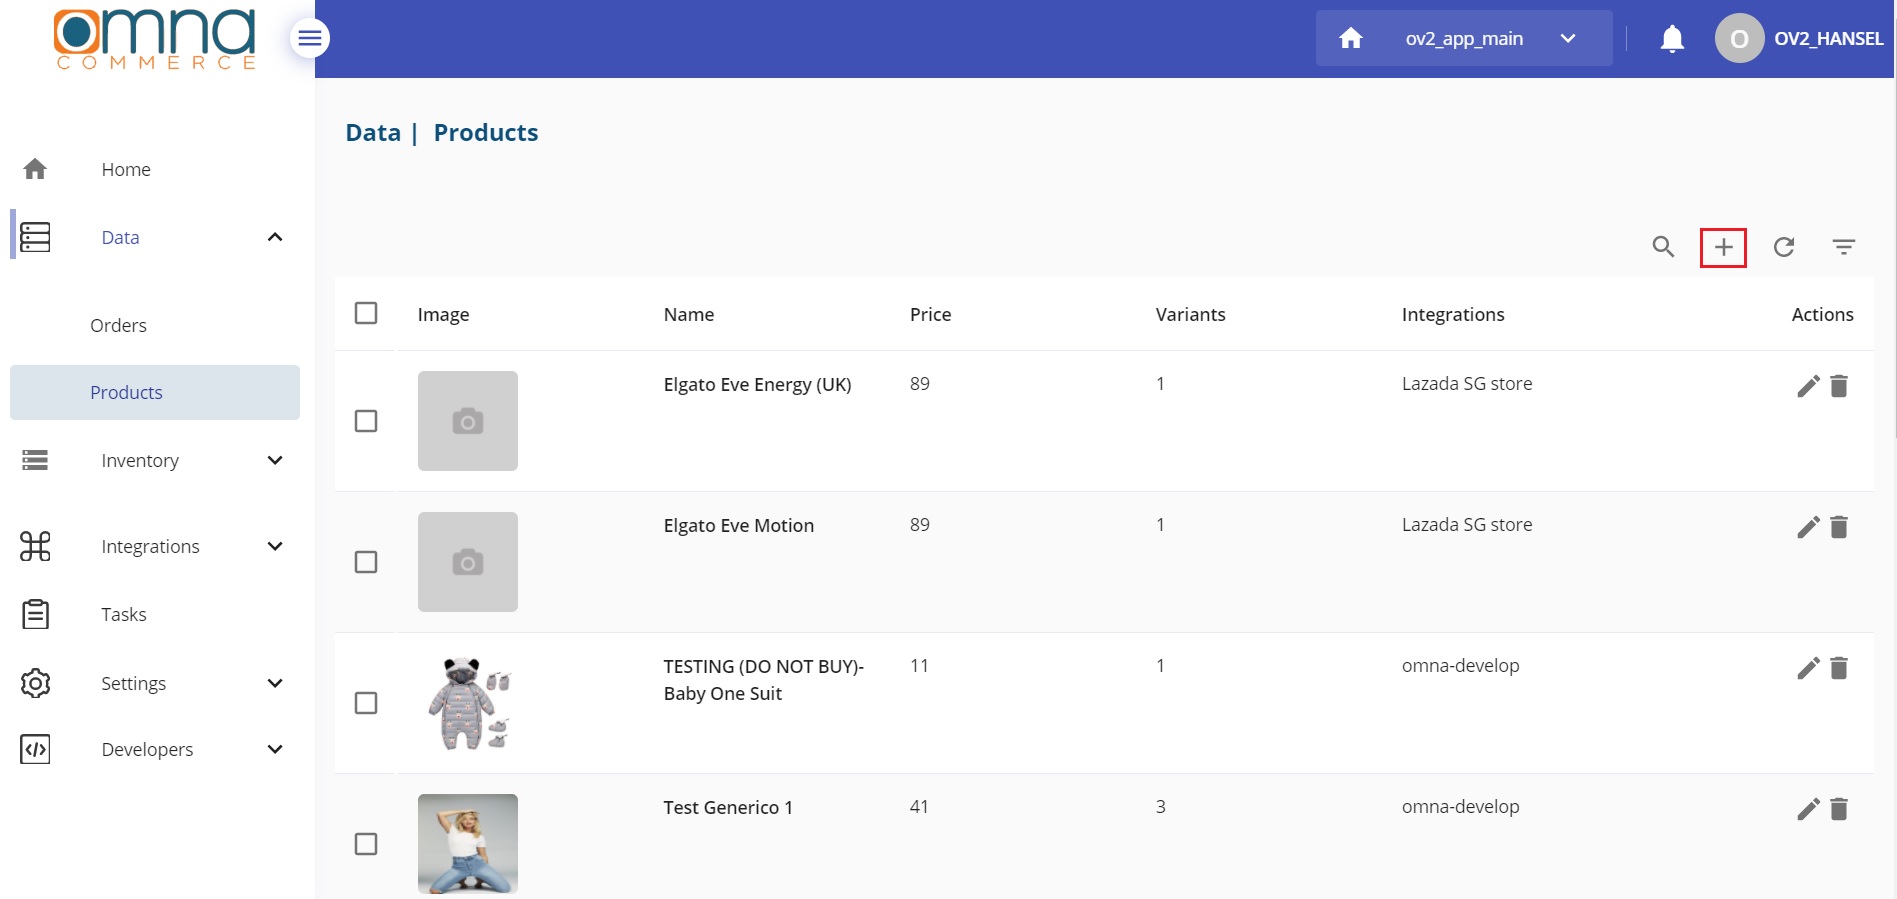 omna
COMMERCE
ov2_app_main
O
OV2_HANSEL
Data | Products
Home
Data
Orders
Products
Inventory
Integrations
Tasks
Settings
Developers
Image Name Price Variants Integrations Actions
Elgato Eve Energy (UK) 89 1 Lazada SG store
Elgato Eve Motion 89 1 Lazada SG store
TESTING (DO NOT BUY)- 11 1 omna-develop
Baby One Suit
Test Generico 1 41 3 omna-develop